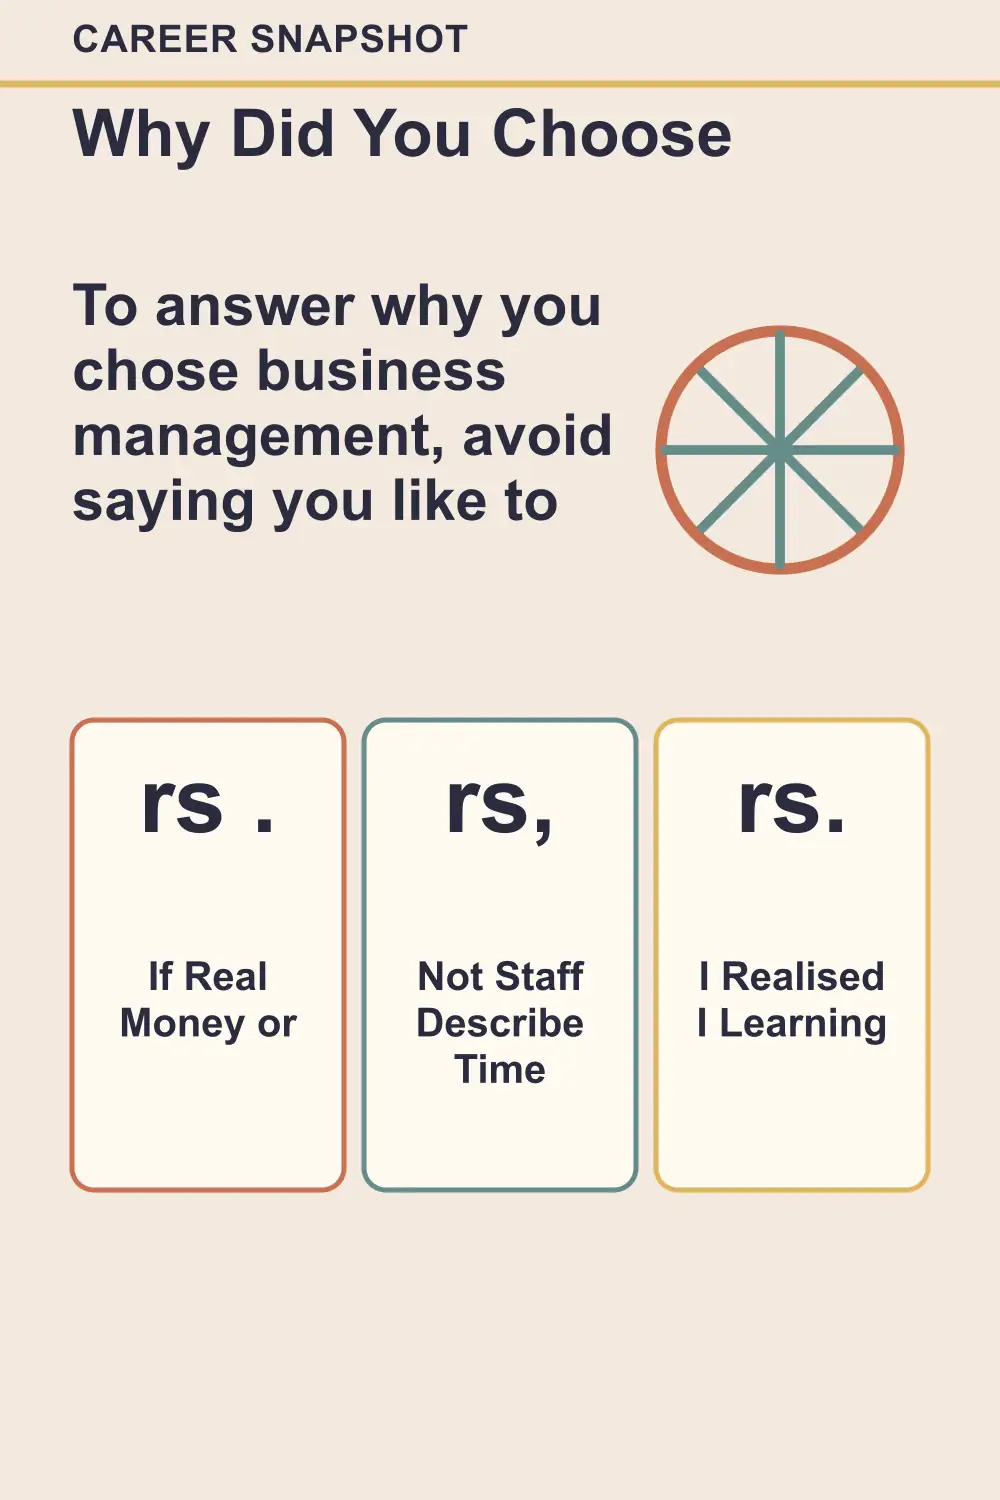 CAREER SNAPSHOT
Why Did You Choose
To answer why you
chose business
management, avoid
saying you like to
rs .
If Real
Money or
rs,
Not Staff
Describe
Time
rs.
I Realised
I Learning